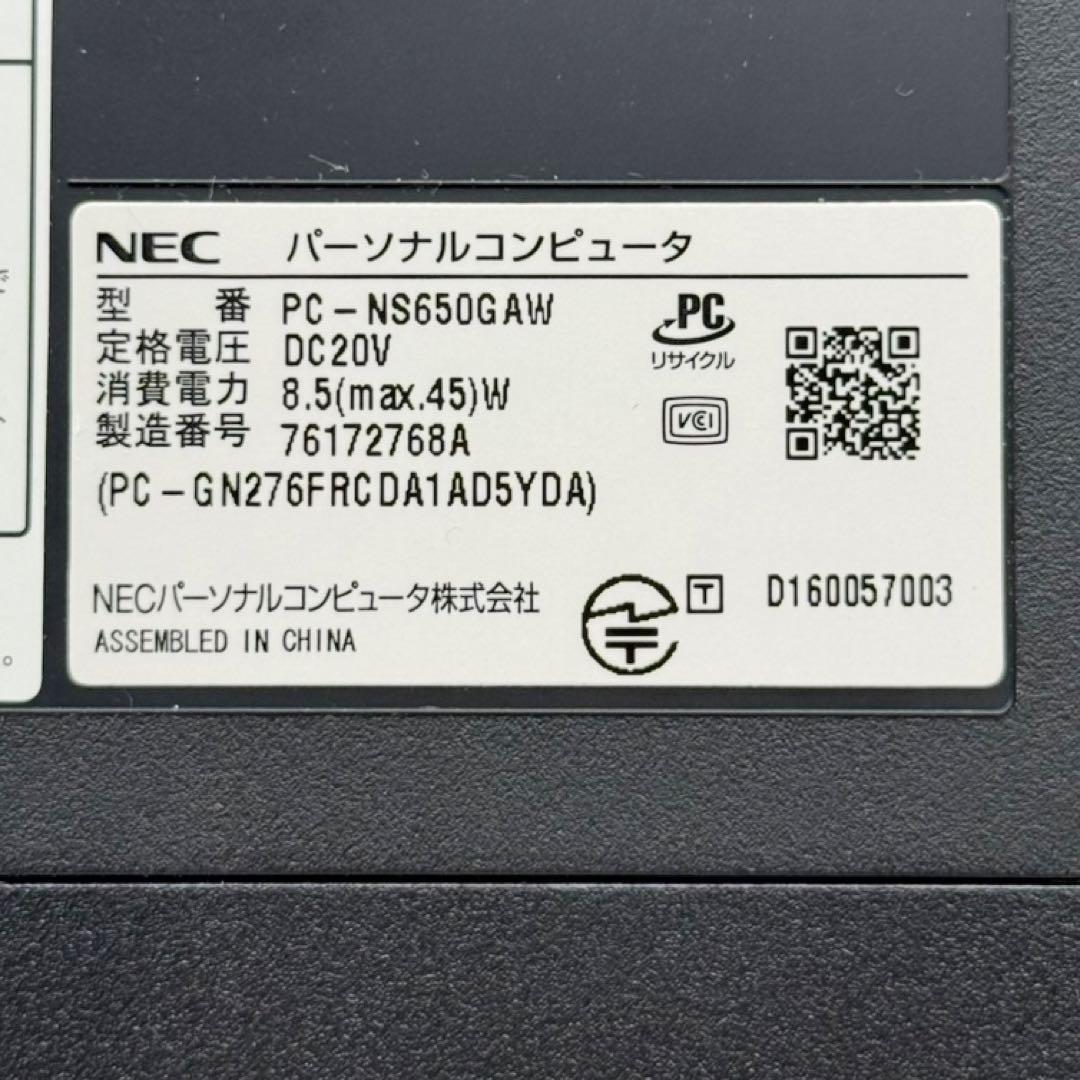 NEC パーソナルコンピュータ
型 番 PC-NS650GAW
定格電圧 DC20V
消費電力 8.5(max.45)W
製造番号 76172768A
(PC-GN276FRCDA1AD5YDA)
PC
リサイクル
VCCI
NECパーソナルコンピュータ株式会社
ASSEMBLED IN CHINA
T D160057003